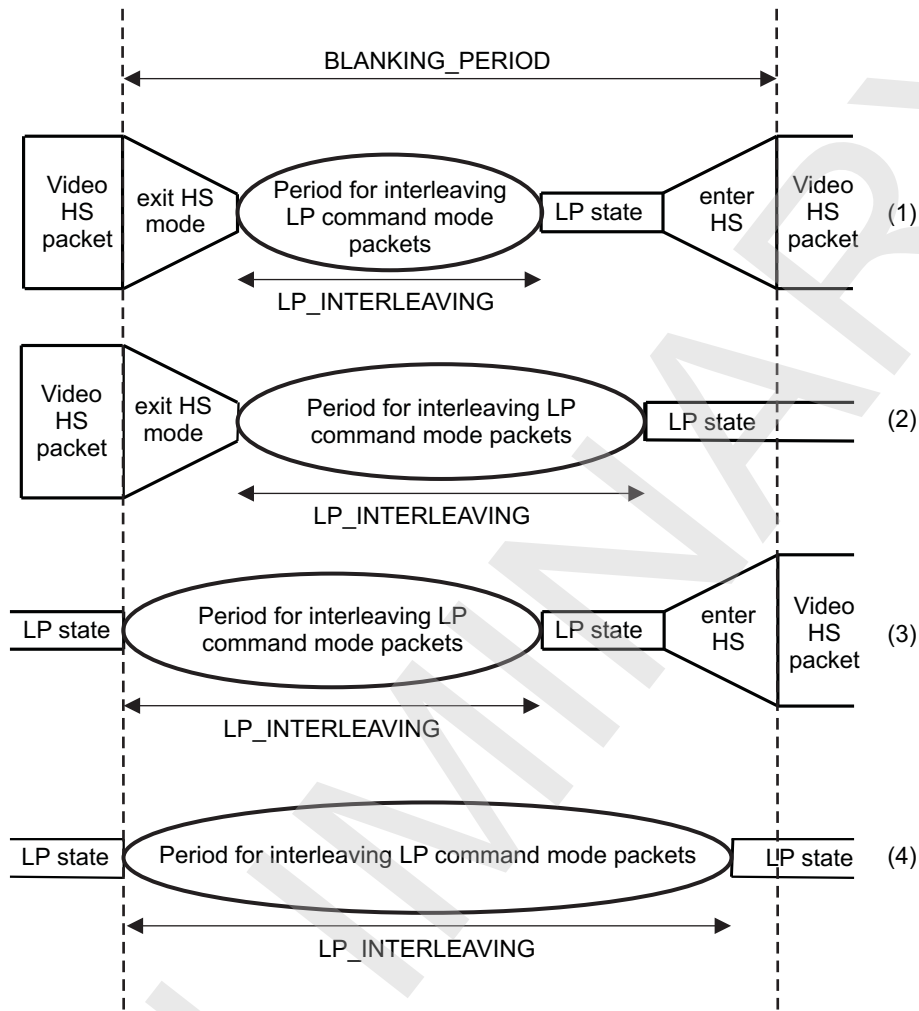 BLANKING_PERIOD
Video
HS
packet
exit HS
mode
Period for interleaving
LP command mode
packets
LP state
enter
HS
Video
HS
packet
(1)
LP_INTERLEAVING
Video
HS
packet
exit HS
mode
Period for interleaving LP
command mode packets
LP state
(2)
LP_INTERLEAVING
LP state
Period for interleaving LP
command mode packets
LP state
enter
HS
Video
HS
packet
(3)
LP_INTERLEAVING
LP state
Period for interleaving LP command mode packets
LP state
(4)
LP_INTERLEAVING
IMINARY